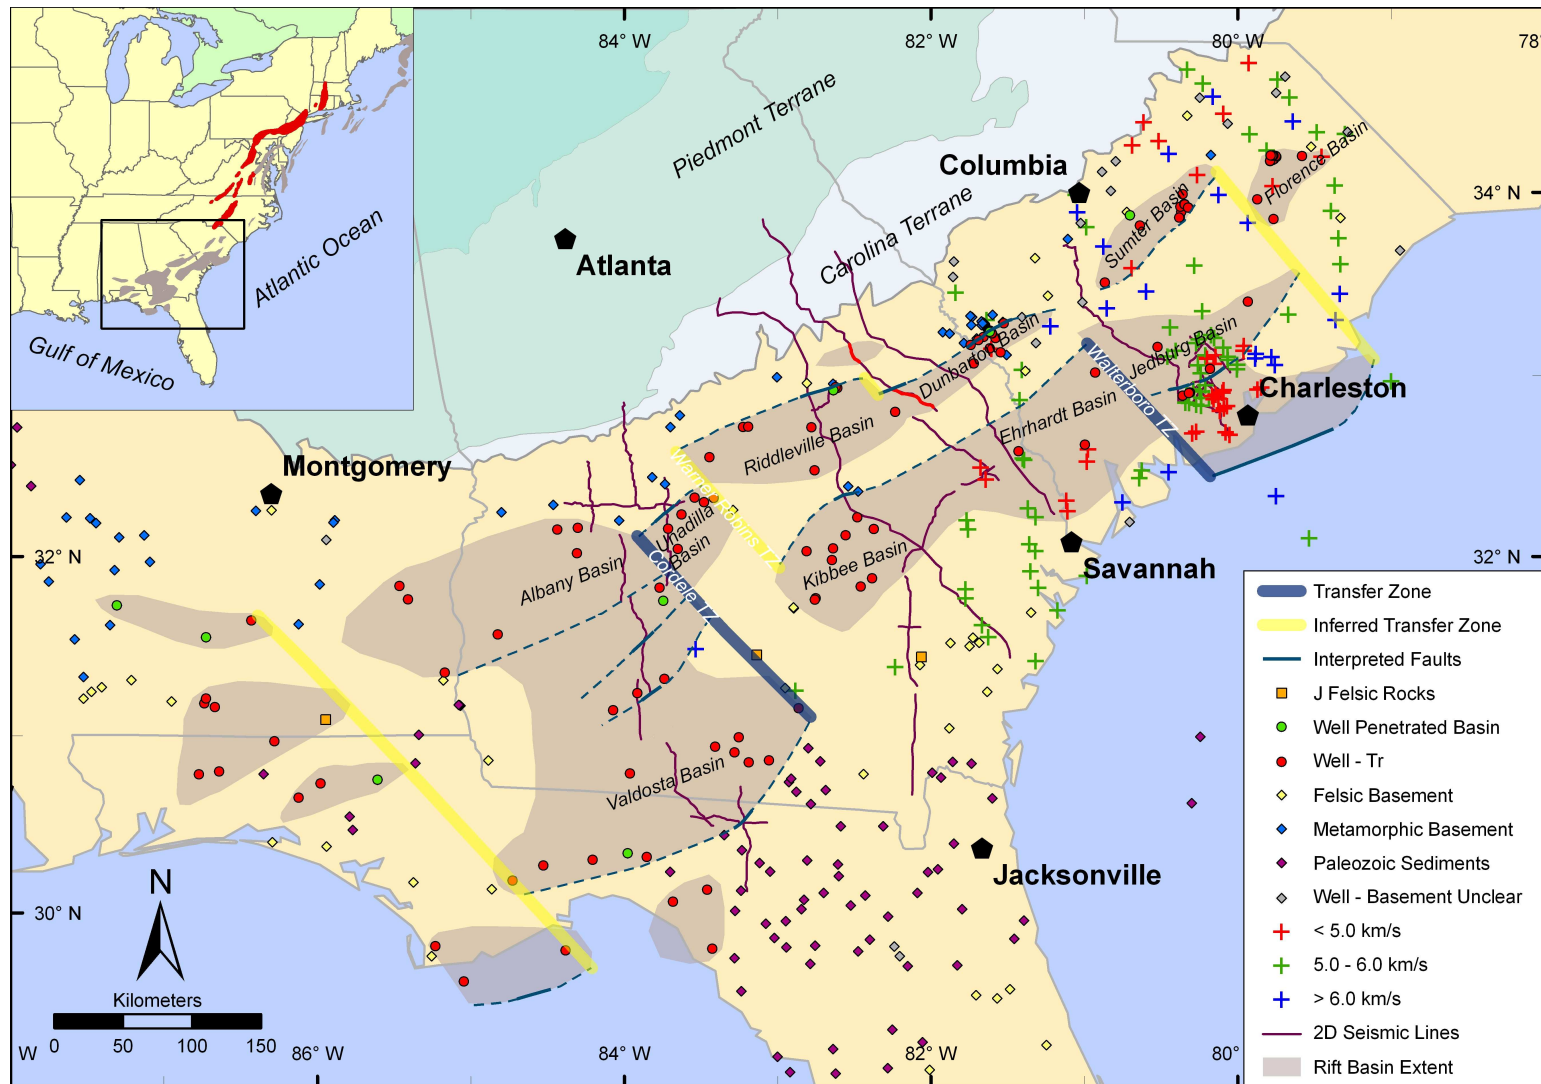 84° W
82° W
80° W
78°
Piedmont Terrane
Carolina Terrane
Columbia
34° N
Atlanta
Atlantic Ocean
Gulf of Mexico
Florence Basin
Sumter Basin
Dunbarton Basin
Jedburg Basin
Charleston
Walterboro TZ
Ehrhardt Basin
Riddleville Basin
Montgomery
Warner Robins TZ
Unadilla
Basin
32° N
32° N
Kibbee Basin
Albany Basin
Cordele TZ
Savannah
Valdosta Basin
Jacksonville
30° N
N
Kilometers
0
50
100
150
W
86° W
84° W
82° W
80°
Transfer Zone
Inferred Transfer Zone
Interpreted Faults
J Felsic Rocks
Well Penetrated Basin
Well - Tr
Felsic Basement
Metamorphic Basement
Paleozoic Sediments
Well - Basement Unclear
< 5.0 km/s
5.0 - 6.0 km/s
> 6.0 km/s
2D Seismic Lines
Rift Basin Extent